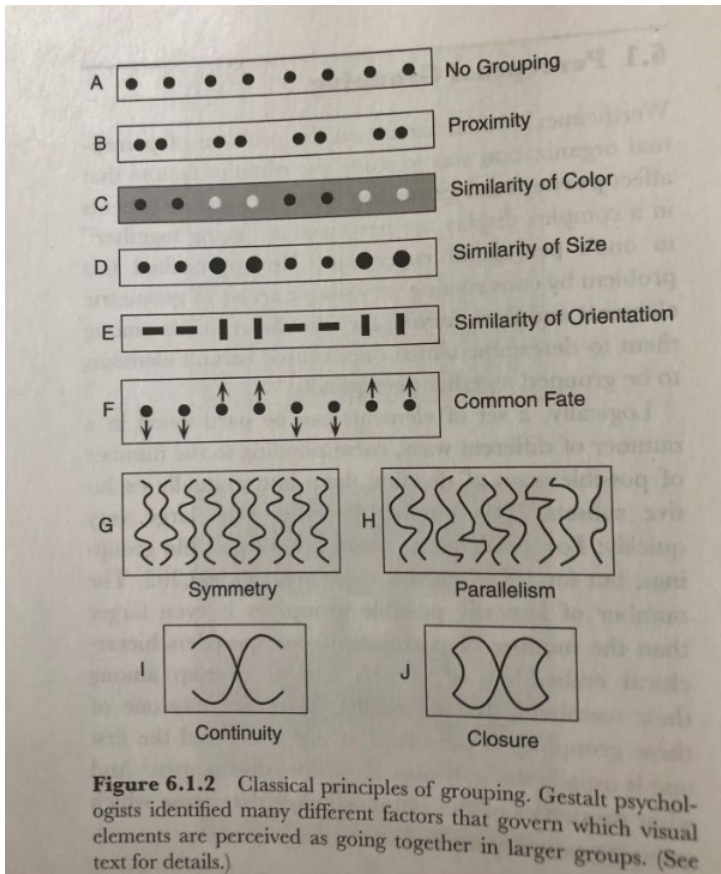 A No Grouping
B Proximity
C Similarity of Color
D Similarity of Size
E Similarity of Orientation
F Common Fate
G H
Symmetry Parallelism
I J
Continuity Closure
Figure 6.1.2 Classical principles of grouping. Gestalt psychol-
ogists identified many different factors that govern which visual
elements are perceived as going together in larger groups. (See
text for details.)